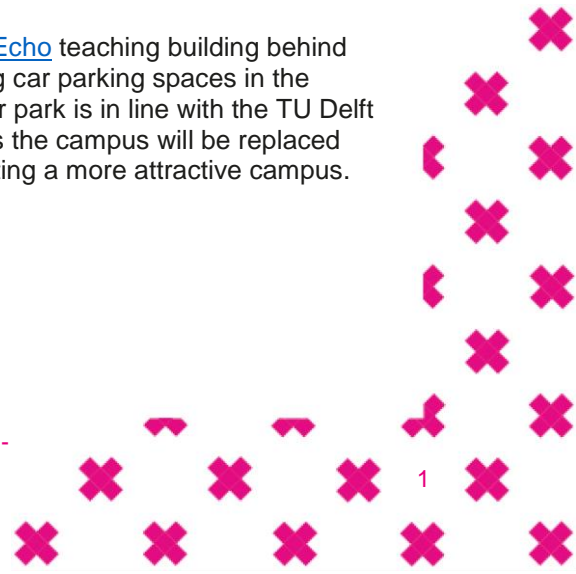 Echo teaching building behind
g car parking spaces in the
r park is in line with the TU Delft
s the campus will be replaced
ting a more attractive campus.
-
1